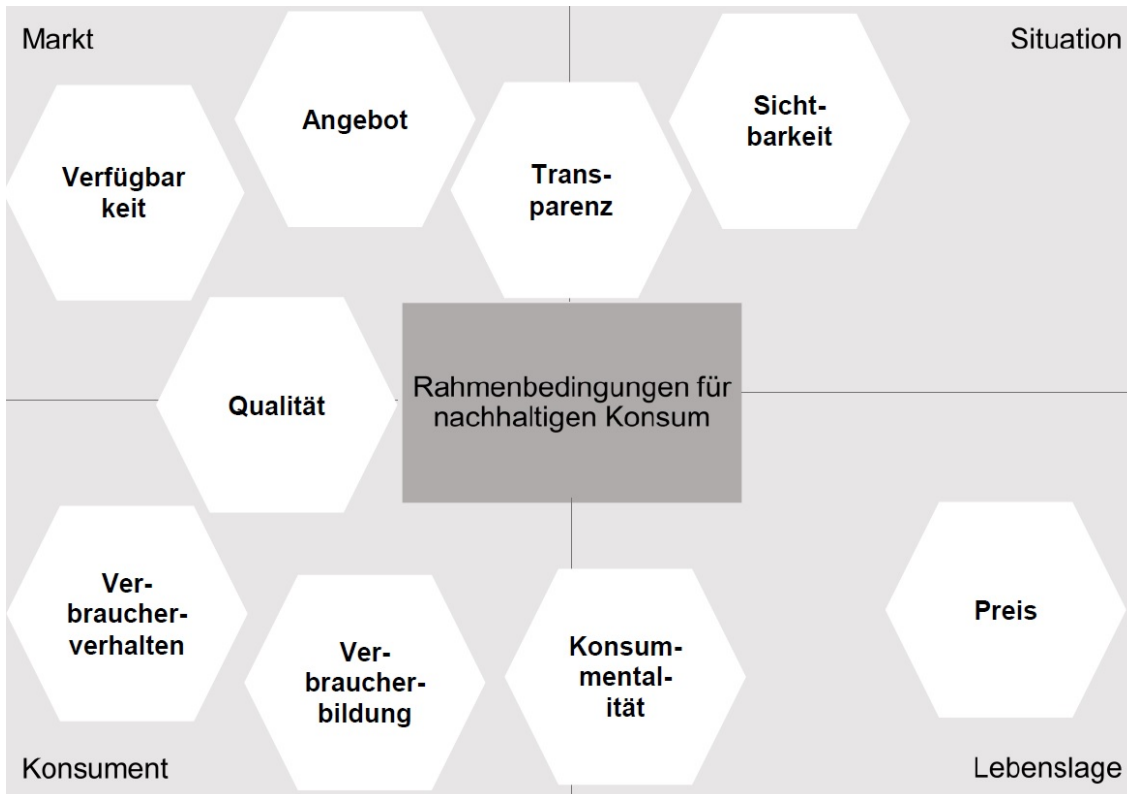 Markt
Situation
Angebot
Sicht-
barkeit
Verfügbar
keit
Trans-
parenz
Rahmenbedingungen für
nachhaltigen Konsum
Qualität
Ver-
braucher-
verhalten
Ver-
braucher-
bildung
Konsum-
mental-
ität
Preis
Konsument
Lebenslage